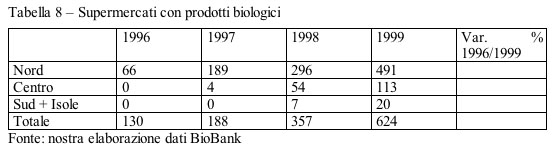 Tabella 8 – Supermercati con prodotti biologici
1996 1997 1998 1999 Var. %
1996/1999
Nord 66 189 296 491
Centro 0 4 54 113
Sud + Isole 0 0 7 20
Totale 130 188 357 624
Fonte: nostra elaborazione dati BioBank